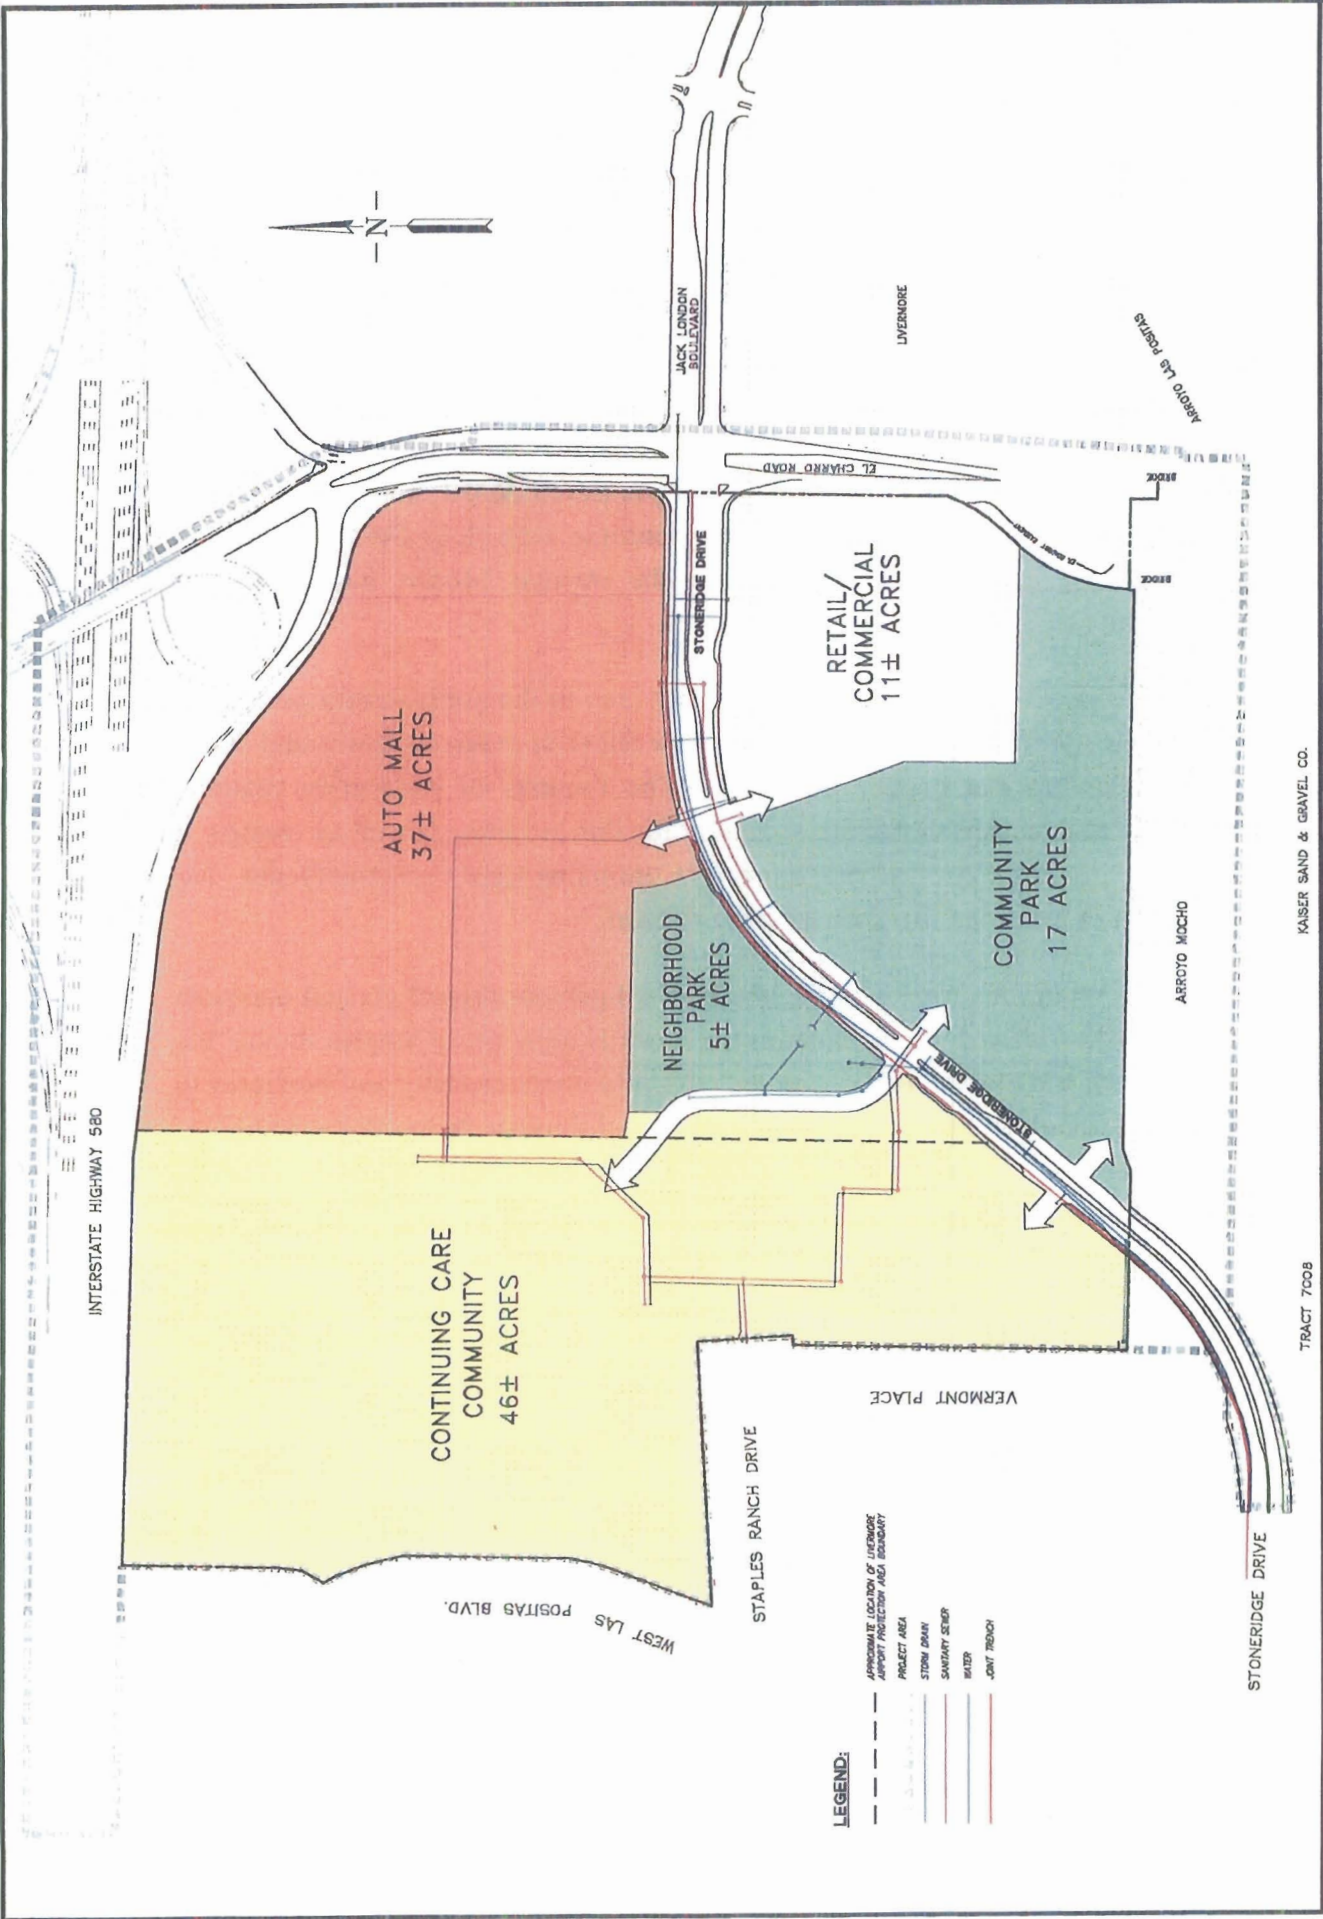 INTERSTATE HIGHWAY 580
AUTO MALL
37± ACRES
CONTINUING CARE
COMMUNITY
46± ACRES
NEIGHBORHOOD
PARK
5± ACRES
STONERIDGE DRIVE
JACK LONDON
BOULEVARD
-N-
EL CHARRO ROAD
RETAIL/
COMMERCIAL
11± ACRES
LIVERMORE
COMMUNITY
PARK
17 ACRES
STONERIDGE DRIVE
BRIDGE
BRIDGE
ARROYO LAS POSITAS
ARROYO MOCHO
WEST LAS
POSITAS BLVD.
STAPLES RANCH DRIVE
VERMONT PLACE
LEGEND:
APPROXIMATE LOCATION OF LIVERMORE
AIRPORT PROTECTION AREA BOUNDARY
PROJECT AREA
STORM DRAIN
SANITARY SEWER
WATER
JOINT TRENCH
STONERIDGE DRIVE
TRACT 7008
KAISER SAND & GRAVEL CO.